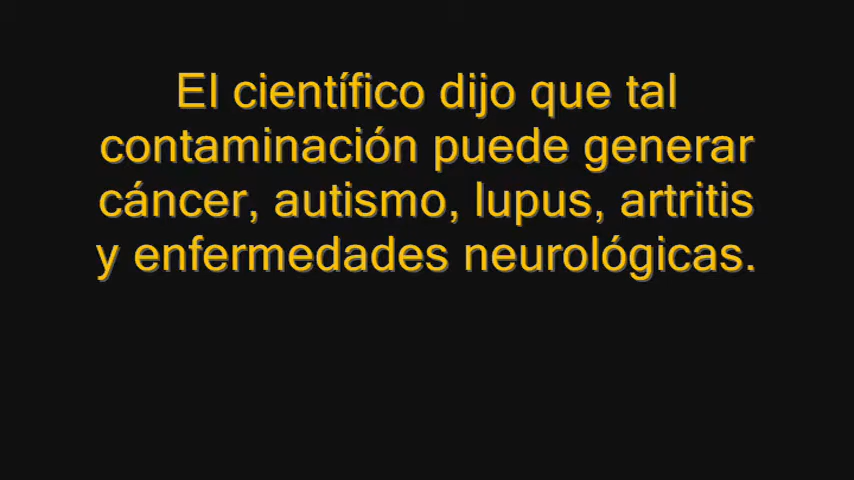 El científico dijo que tal
contaminación puede generar
cáncer, autismo, lupus, artritis
y enfermedades neurológicas.